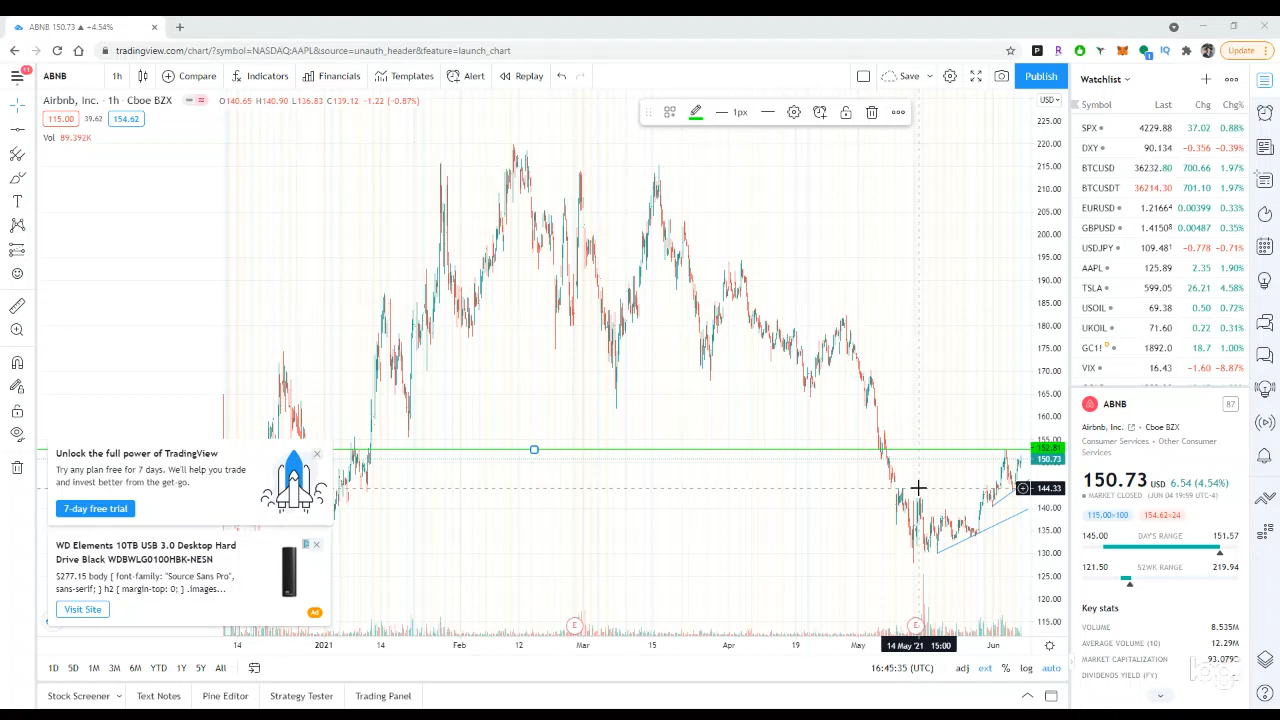 ABNB 150.73 ▲ +4.54%
tradingview.com/chart/?symbol=NASDAQ:AAPL&source=unauth_header&feature=launch_chart
Update
11
ABNB 1h Compare Indicators Financials Templates Alert Replay Save Publish
Airbnb, Inc. · 1h · Cboe BZX O140.65 H140.90 L136.83 C139.12 −1.22 (−0.87%)
115.00 39.62 154.62
Vol 89.392K
1px
USD
225.00
220.00
215.00
210.00
205.00
200.00
195.00
190.00
185.00
180.00
175.00
170.00
165.00
160.00
155.00
152.81
150.73
144.33
140.00
135.00
130.00
125.00
120.00
115.00
Unlock the full power of TradingView
Try any plan free for 7 days. We'll help you trade
and invest better from the get-go.
7-day free trial
WD Elements 10TB USB 3.0 Desktop Hard
Drive Black WDBWLG0100HBK-NESN
$277.15 body { font-family: "Source Sans Pro",
sans-serif; } h2 { margin-top: 0; } .images...
Visit Site
Ad
E E
14 2021 14 Feb 12 Mar 15 Apr 19 May 14 May '21 15:00 Jun
1D 5D 1M 3M 6M YTD 1Y 5Y All
16:45:35 (UTC) adj ext % log auto
Stock Screener Text Notes Pine Editor Strategy Tester Trading Panel
Watchlist
Symbol Last Chg Chg%
SPX 4229.88 37.02 0.88%
DXY 90.134 −0.356 −0.39%
BTCUSD 36232.80 700.66 1.97%
BTCUSDT 36214.30 701.10 1.97%
EURUSD 1.21664 0.00399 0.33%
GBPUSD 1.41508 0.00487 0.35%
USDJPY 109.481 −0.778 −0.71%
AAPL 125.89 2.35 1.90%
TSLA 599.05 26.21 4.58%
USOIL 69.38 0.50 0.72%
UKOIL 71.60 0.22 0.31%
GC1! D 1892.0 18.7 1.00%
VIX 16.43 −1.60 −8.87%
ABNB 87
Airbnb, Inc. Cboe BZX
Consumer Services • Other Consumer
Services
150.73 USD 6.54 (4.54%)
MARKET CLOSED (JUN 04 19:59 UTC-4)
115.00×100 154.62×24
145.00 DAY'S RANGE 151.57
121.50 52WK RANGE 219.94
Key stats
VOLUME 8.535M
AVERAGE VOLUME (10) 12.29M
MARKET CAPITALIZATION 93.079B
DIVIDENDS YIELD (FY)